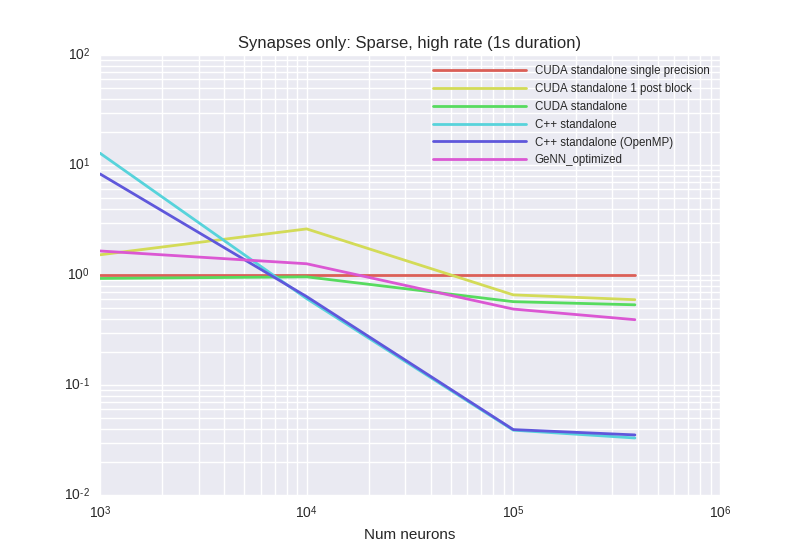 Synapses only: Sparse, high rate (1s duration)
10²
CUDA standalone single precision
CUDA standalone 1 post block
CUDA standalone
C++ standalone
C++ standalone (OpenMP)
GeNN_optimized
10¹
10⁰
10⁻¹
10⁻²
10³ 10⁴ 10⁵ 10⁶
Num neurons